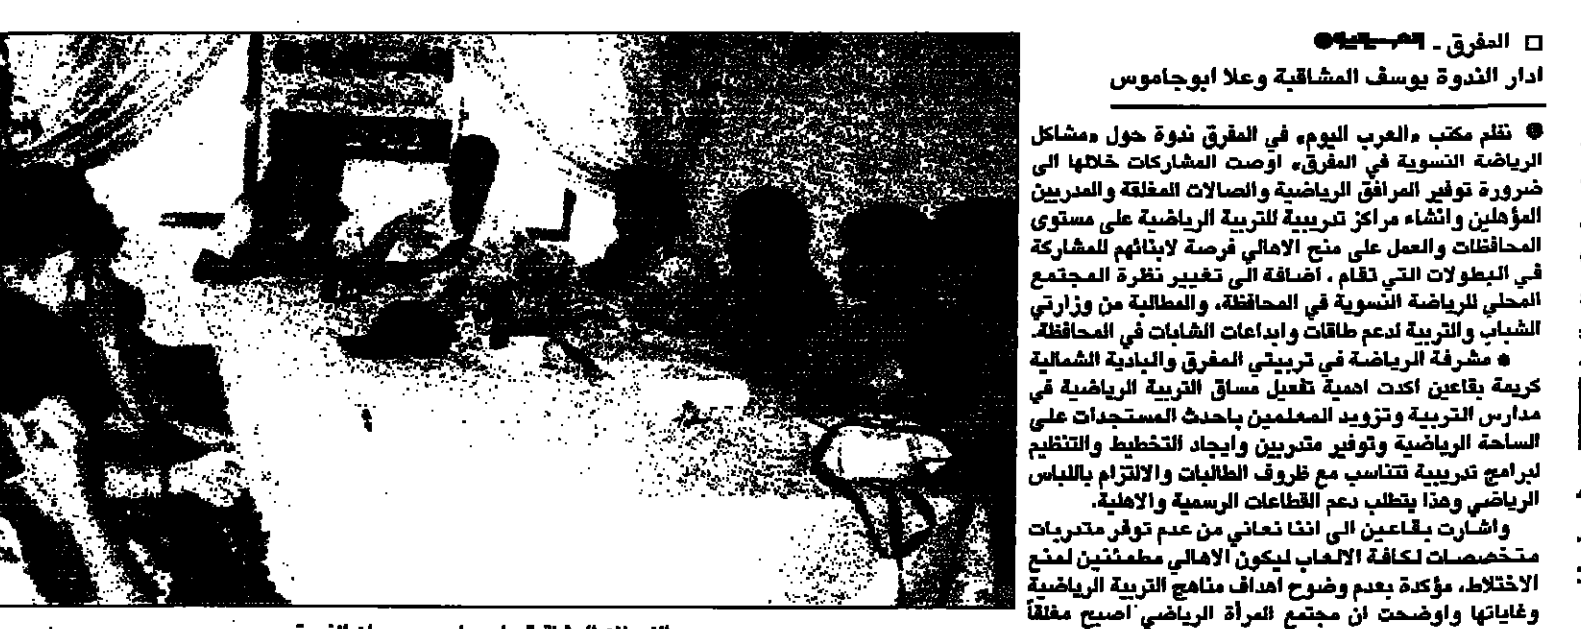 □ المفرق ـ
ادار الندوة يوسف المشاقبة وعلا ابوجاموس
● نظم مكتب «العرب اليوم» في المفرق ندوة حول «مشاكل
الرياضة النسوية في المفرق» اوصت المشاركات خلالها الى
ضرورة توفير المرافق الرياضية والصالات المغلقة والمدربين
المؤهلين وانشاء مراكز تدريبية للتربية الرياضية على مستوى
المحافظات والعمل على منح الاهالي فرصة لابنائهم للمشاركة
في البطولات التي تقام ، اضافة الى تغيير نظرة المجتمع
المحلي للرياضة النسوية في المحافظة، والمطالبة من وزارتي
الشباب والتربية لدعم طاقات وابداعات الشابات في المحافظة.
● مشرفة الرياضة في تربيتي المفرق والبادية الشمالية
كريمة بقاعين اكدت اهمية تفعيل مساق التربية الرياضية في
مدارس التربية وتزويد المعلمين باحدث المستجدات على
الساحة الرياضية وتوفير متدربين وايجاد التخطيط والتنظيم
لبرامج تدريبية تتناسب مع ظروف الطالبات والالتزام باللباس
الرياضي وهذا يتطلب دعم القطاعات الرسمية والاهلية.
واشارت بقاعين الى اننا نعاني من عدم توفر متدربات
متخصصات لكافة الالعاب ليكون الاهالي مطمئنين لمنع
الاختلاط، مؤكدة بعدم وضوح اهداف مناهج التربية الرياضية
وغاياتها واوضحت ان مجتمع المرأة الرياضي اصبح مغلقاً